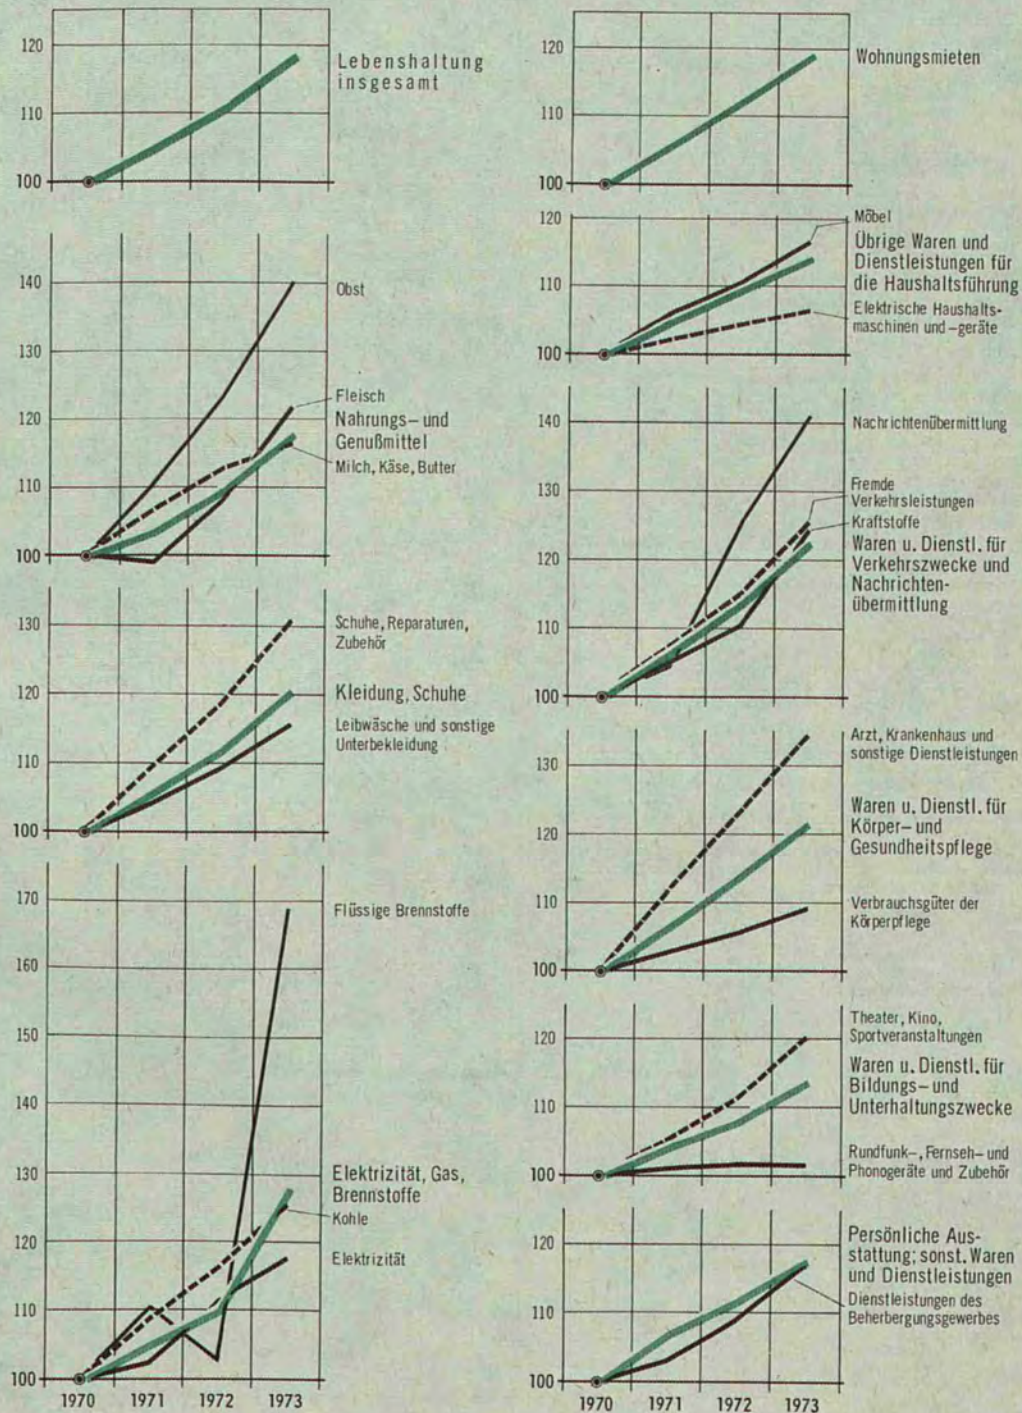 120
110
100
Lebenshaltung
insgesamt
140
130
120
110
100
Obst
Fleisch
Nahrungs- und
Genußmittel
Milch, Käse, Butter
130
120
110
100
Schuhe, Reparaturen,
Zubehör
Kleidung, Schuhe
Leibwäsche und sonstige
Unterbekleidung
170
160
150
140
130
120
110
100
Flüssige Brennstoffe
Elektrizität, Gas,
Brennstoffe
Kohle
Elektrizität
1970 1971 1972 1973
120
110
100
Wohnungsmieten
120
110
100
Möbel
Übrige Waren und
Dienstleistungen für
die Haushaltsführung
Elektrische Haushalts-
maschinen und -geräte
140
130
120
110
100
Nachrichtenübermittlung
Fremde
Verkehrsleistungen
Kraftstoffe
Waren u. Dienstl. für
Verkehrszwecke und
Nachrichten-
übermittlung
130
120
110
100
Arzt, Krankenhaus und
sonstige Dienstleistungen
Waren u. Dienstl. für
Körper- und
Gesundheitspflege
Verbrauchsgüter der
Körperpflege
120
110
100
Theater, Kino,
Sportveranstaltungen
Waren u. Dienstl. für
Bildungs- und
Unterhaltungszwecke
Rundfunk-, Fernseh- und
Phonogeräte und Zubehör
120
110
100
Persönliche Aus-
stattung; sonst. Waren
und Dienstleistungen
Dienstleistungen des
Beherbergungsgewerbes
1970 1971 1972 1973